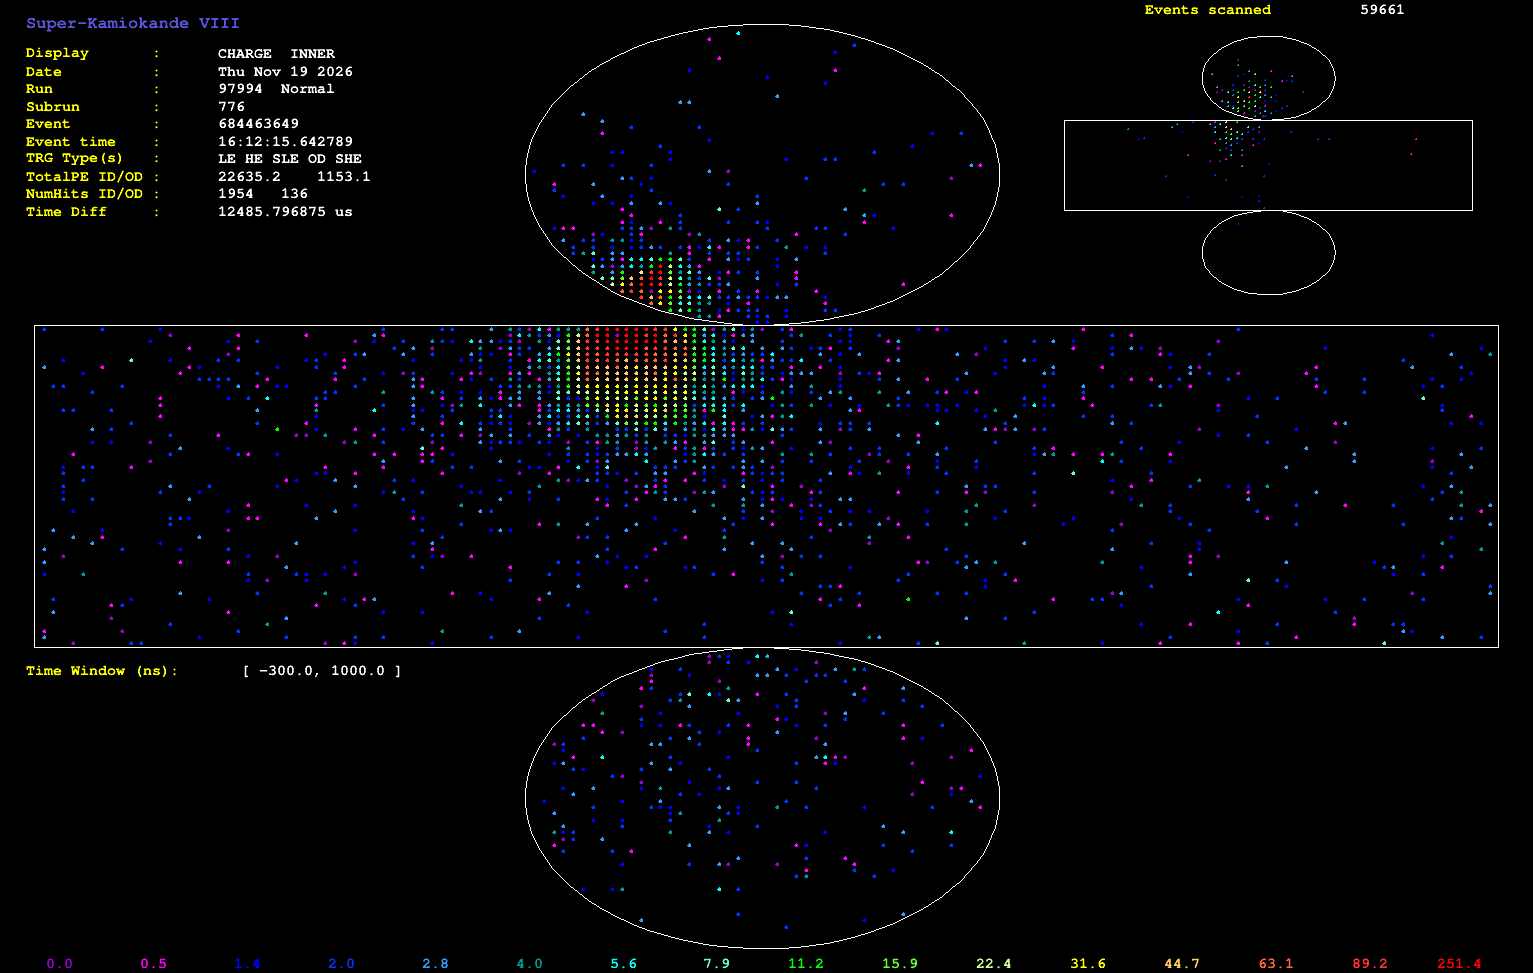 Super-Kamiokande VIII
Events scanned 59661
Display : CHARGE INNER
Date : Thu Nov 19 2026
Run : 97994 Normal
Subrun : 776
Event : 684463649
Event time : 16:12:15.642789
TRG Type(s) : LE HE SLE OD SHE
TotalPE ID/OD : 22635.2 1153.1
NumHits ID/OD : 1954 136
Time Diff : 12485.796875 us
Time Window (ns): [ -300.0, 1000.0 ]
0.0 0.5 1.4 2.0 2.8 4.0 5.6 7.9 11.2 15.9 22.4 31.6 44.7 63.1 89.2 251.4